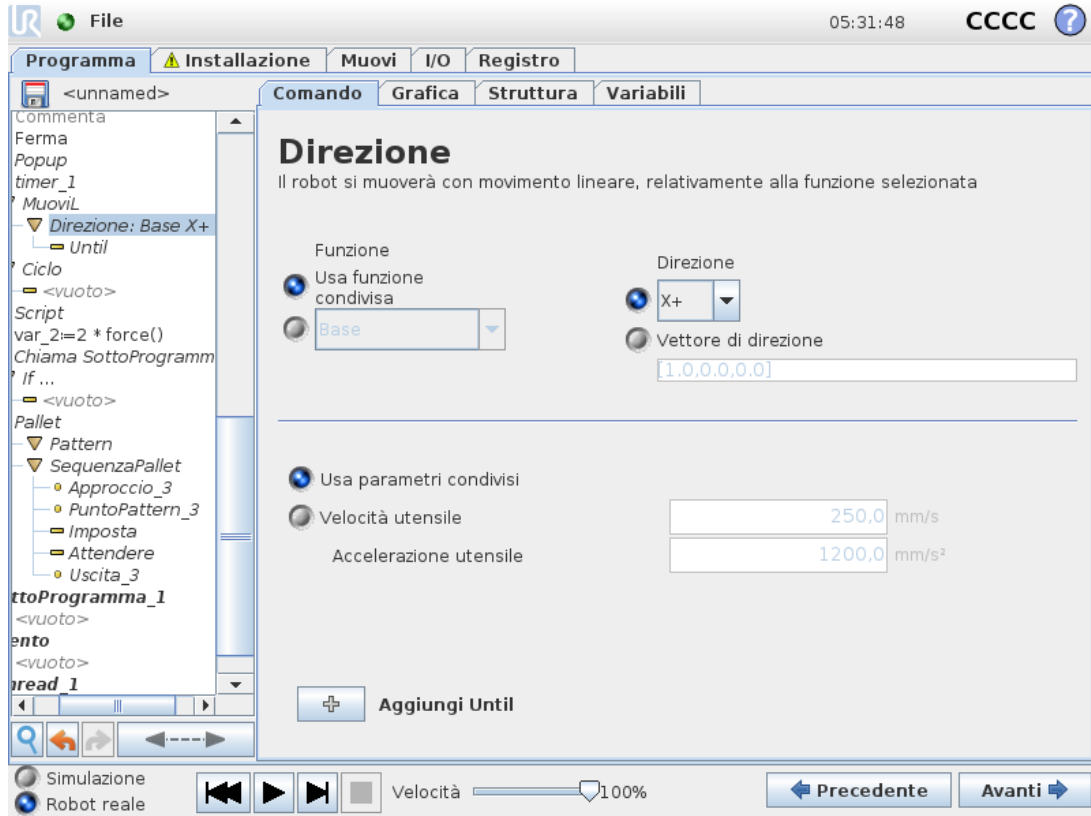 UR File 05:31:48 CCCC ?
Programma Installazione Muovi I/O Registro
<unnamed>
Comando Grafica Struttura Variabili
Commenta
Ferma
Popup
timer_1
MuoviL
Direzione: Base X+
Until
Ciclo
<vuoto>
Script
var_2:=2 * force()
Chiama SottoProgramm
If ...
<vuoto>
Pallet
Pattern
SequenzaPallet
Approccio_3
PuntoPattern_3
Imposta
Attendere
Uscita_3
ttoProgramma_1
<vuoto>
ento
<vuoto>
hread_1
Direzione
Il robot si muoverà con movimento lineare, relativamente alla funzione selezionata
Funzione
Usa funzione
condivisa
Base
Direzione
X+
Vettore di direzione
[1.0,0.0,0.0]
Usa parametri condivisi
Velocità utensile 250,0 mm/s
Accelerazione utensile 1200,0 mm/s²
Aggiungi Until
Simulazione
Robot reale
Velocità 100%
Precedente Avanti